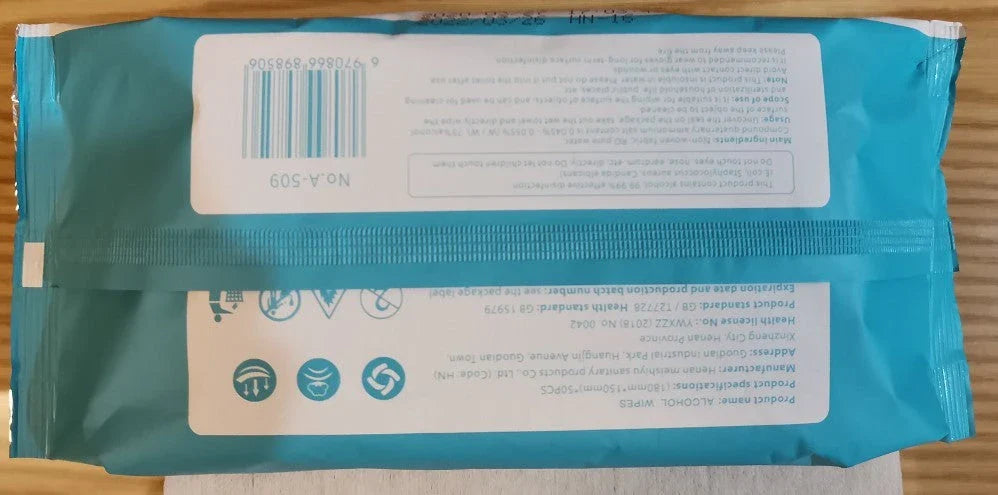 Product name: ALCOHOL WIPES
Product specifications: (180mm*150mm)*50PCS
Manufacturer: Henan meishiyu sanitary products Co., Ltd. (Code: HN)
Address: Guodian Industrial Park, Huangjin Avenue, Guodian Town,
Xinzheng City, Henan Province
Health license No.: YWXZZ (2018) No. 0042
Product standard: GB / T27728 Health standard: GB 15979
Expiration date and production batch number: see the package label
This product contains alcohol, 99.99% effective disinfection
(E.coli, Staphylococcus aureus, Candida albicans)
Do not touch eyes, nose, eardrum, etc. directly, Do not let children touch them
Main ingredients: Non-woven fabric, RO pure water,
Compound quaternary ammonium salt content is 0.045% -0.055% (W / W), 75%alcohol
Usage: Uncover the seal on the package, take out the wet towel and directly wipe the
surface of the object to be cleaned.
Scope of use: It is suitable for wiping the surface of objects, and can be used for cleaning
and sterilization of household life, public places, etc.
Note: This product is insoluble in water. Please do not put it into the toilet after use
Avoid direct contact with eyes or wounds
It is recommended to wear gloves for long-term surface disinfection.
Please keep away from the fire
No.A-509
6 970866 898506
2020/03/26 HN-16